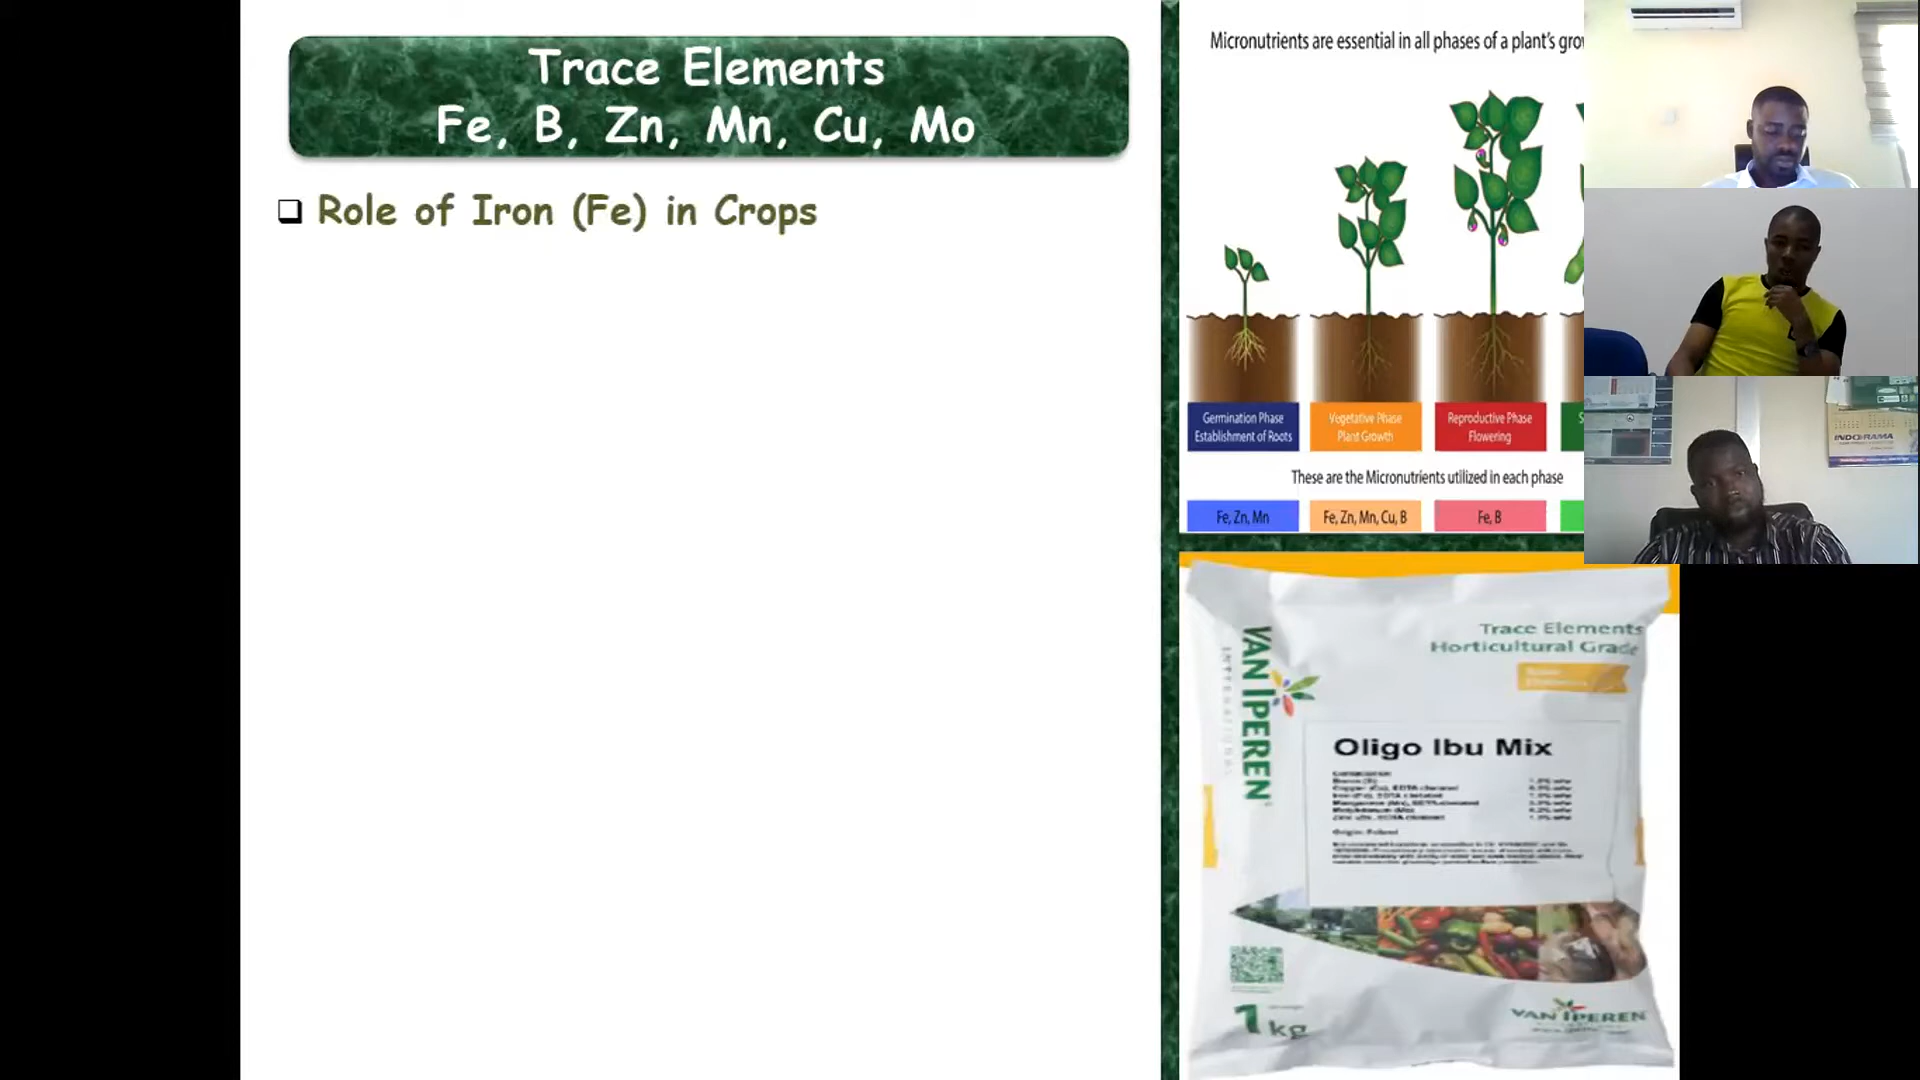 Trace Elements
Fe, B, Zn, Mn, Cu, Mo
Role of Iron (Fe) in Crops
Micronutrients are essential in all phases of a plant's
Germination Phase
Establishment of Roots
Vegetative Phase
Plant Growth
Reproductive Phase
Flowering
These are the Micronutrients utilized in each phase
Fe, Zn, Mn
Fe, Zn, Mn, Cu, B
Fe, B
INDORAMA
Trace Elements
Horticultural Grade
VAN IPEREN
INTERNATIONAL
Oligo Ibu Mix
1 kg
VAN IPEREN